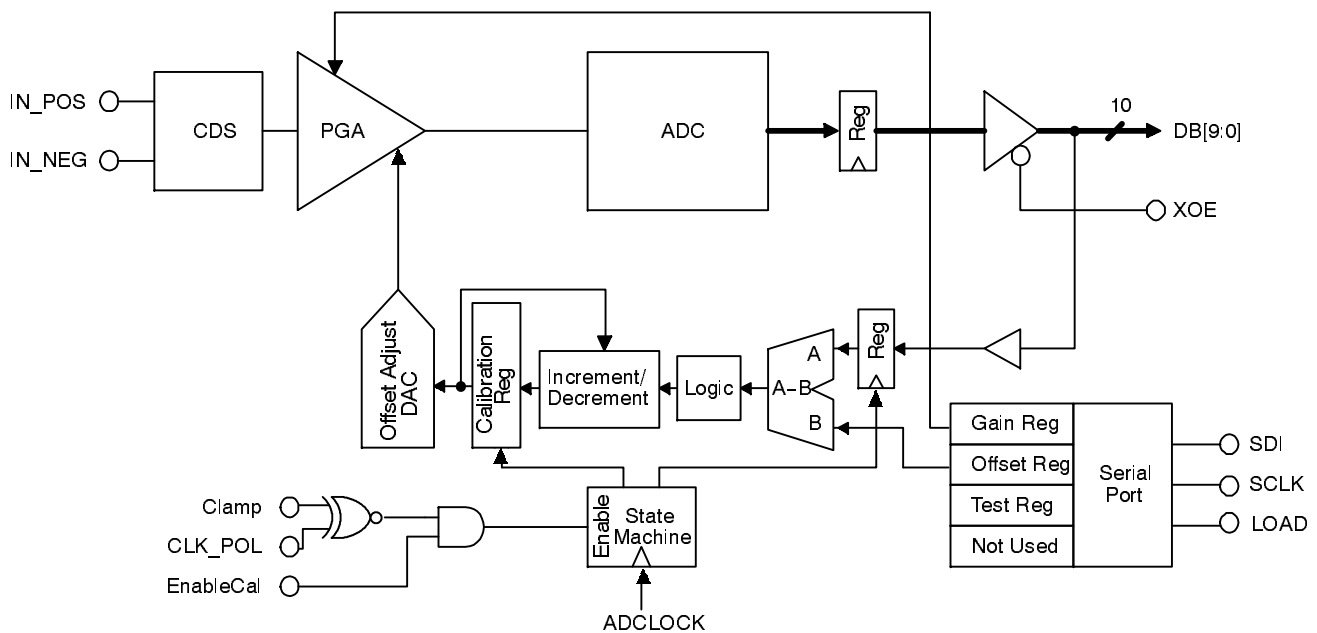 10
IN_POS
CDS
PGA
ADC
Reg
DB[9:0]
IN_NEG
XOE
Offset Adjust
DAC
Calibration
Reg
Increment/
Decrement
Logic
A
A−B
B
Reg
Gain Reg
Offset Reg
Test Reg
Not Used
Serial
Port
SDI
SCLK
LOAD
Clamp
CLK_POL
EnableCal
Enable
State
Machine
ADCLOCK